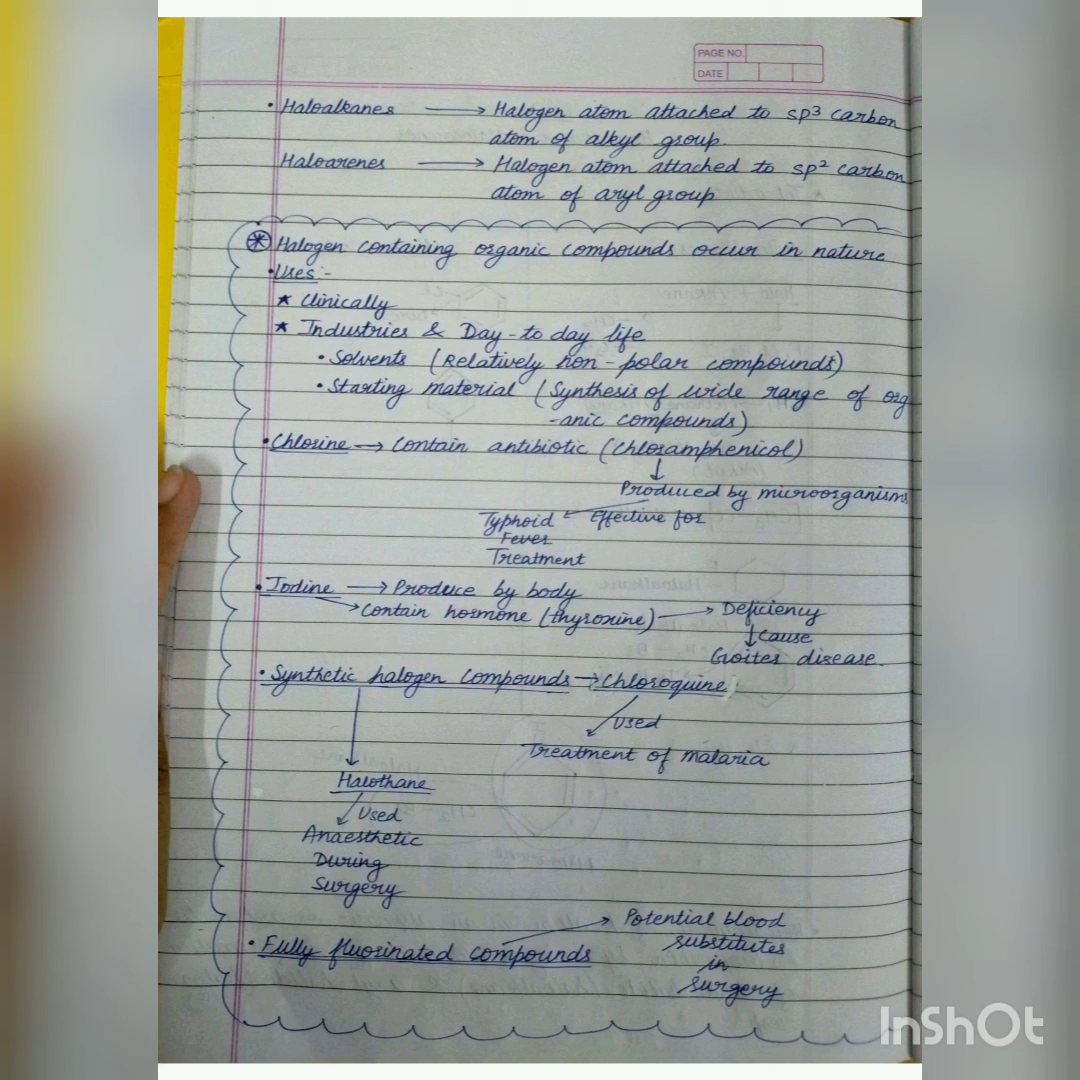 PAGE NO.
DATE
• Haloalkanes → Halogen atom attached to sp3 carbon
atom of alkyl group.
Haloarenes → Halogen atom attached to sp2 carbon
atom of aryl group
* Halogen containing organic compounds occur in nature
• Uses :-
★ Clinically
★ Industries & Day-to day life
• Solvents (Relatively non-polar compounds)
• Starting material (Synthesis of wide range of org
-anic compounds)
• Chlorine → Contain antibiotic (Chloramphenicol)
↓
Produced by microorganisms
Typhoid ← Effective for
Fever
Treatment
• Iodine → Produce by body
→ Contain hormone (thyroxine) → Deficiency
↓ Cause
Goiter disease.
• Synthetic halogen compounds → Chloroquine
Used
Treatment of malaria
Halothane
Used
Anaesthetic
During
Surgery
→ Potential blood
• Fully fluorinated compounds substitutes
in
surgery
InShOt